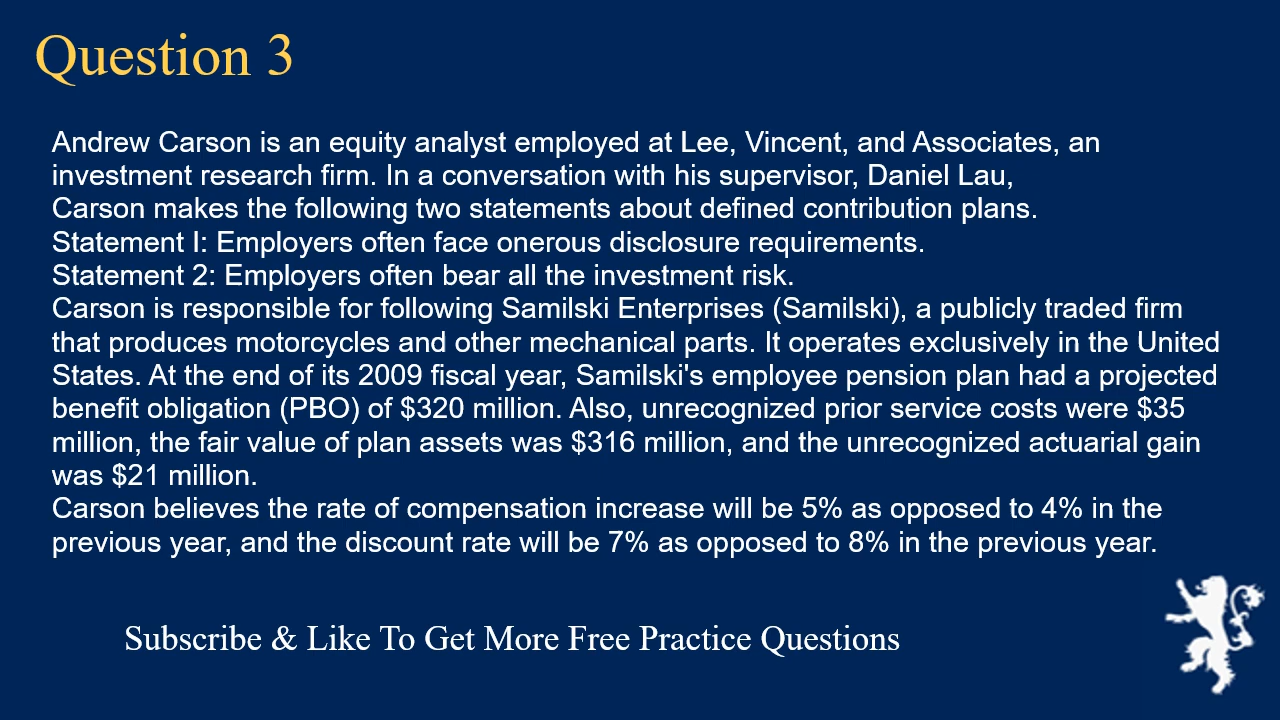 Question 3
Andrew Carson is an equity analyst employed at Lee, Vincent, and Associates, an
investment research firm. In a conversation with his supervisor, Daniel Lau,
Carson makes the following two statements about defined contribution plans.
Statement I: Employers often face onerous disclosure requirements.
Statement 2: Employers often bear all the investment risk.
Carson is responsible for following Samilski Enterprises (Samilski), a publicly traded firm
that produces motorcycles and other mechanical parts. It operates exclusively in the United
States. At the end of its 2009 fiscal year, Samilski's employee pension plan had a projected
benefit obligation (PBO) of $320 million. Also, unrecognized prior service costs were $35
million, the fair value of plan assets was $316 million, and the unrecognized actuarial gain
was $21 million.
Carson believes the rate of compensation increase will be 5% as opposed to 4% in the
previous year, and the discount rate will be 7% as opposed to 8% in the previous year.
Subscribe & Like To Get More Free Practice Questions